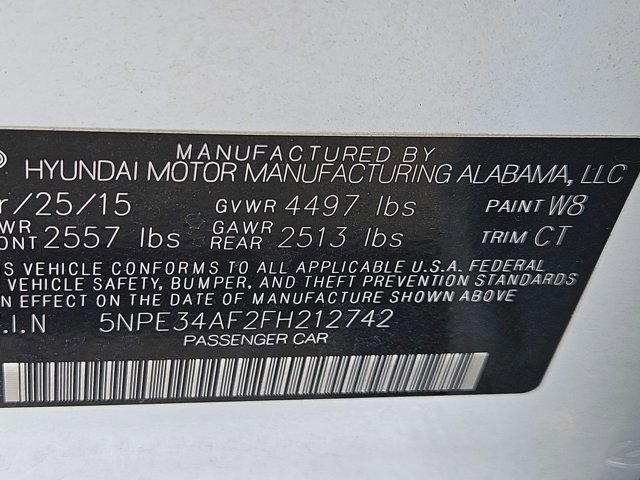 MANUFACTURED BY
HYUNDAI MOTOR MANUFACTURING ALABAMA, LLC
/25/15 GVWR 4497 lbs PAINT W8
WR ONT 2557 lbs GAWR REAR 2513 lbs TRIM CT
S VEHICLE CONFORMS TO ALL APPLICABLE U.S.A. FEDERAL
VEHICLE SAFETY, BUMPER, AND THEFT PREVENTION STANDARDS
N EFFECT ON THE DATE OF MANUFACTURE SHOWN ABOVE
.I.N 5NPE34AF2FH212742
PASSENGER CAR